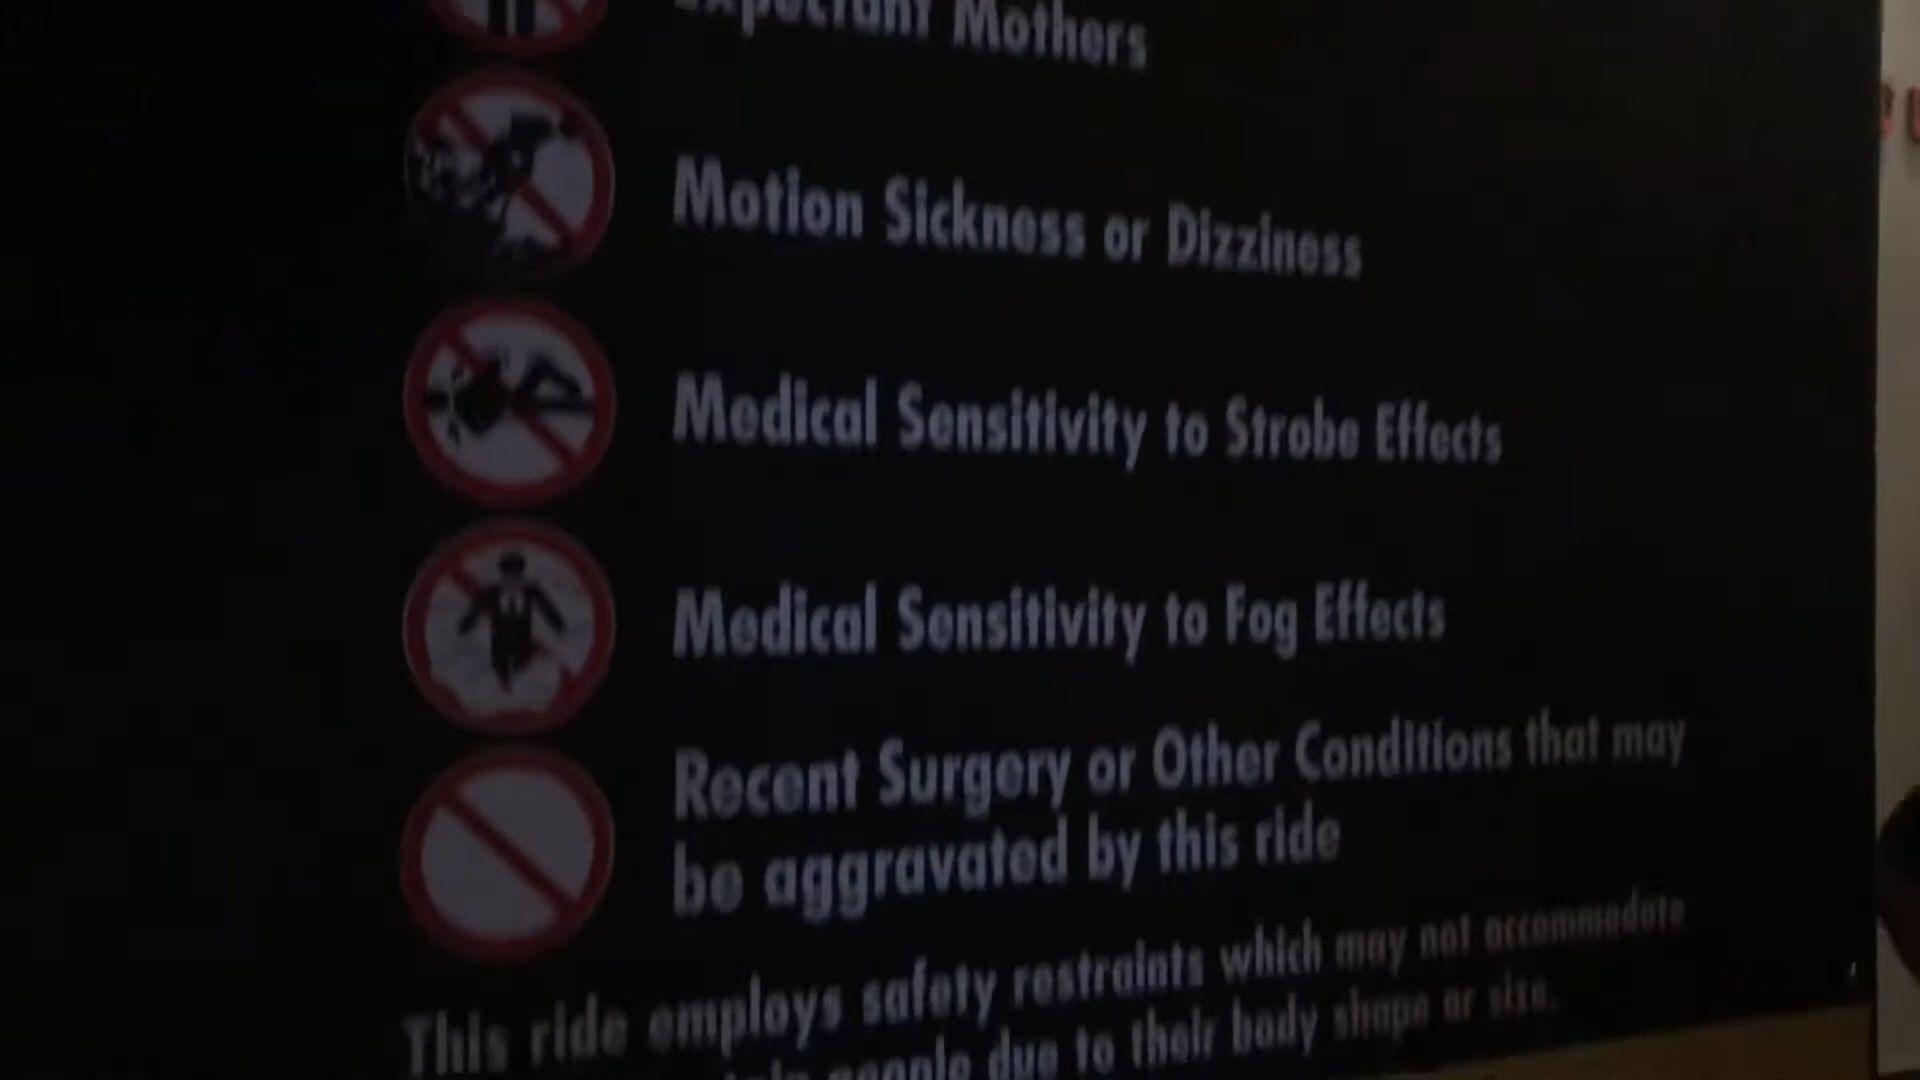 Expectant Mothers
Motion Sickness or Dizziness
Medical Sensitivity to Strobe Effects
Medical Sensitivity to Fog Effects
Recent Surgery or Other Conditions that may
be aggravated by this ride
This ride employs safety restraints which may not accommodate
people due to their body shape or size.